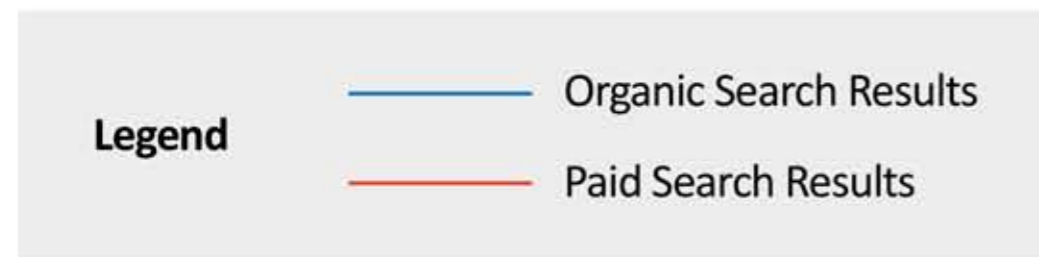 Organic Search Results
Legend
Paid Search Results